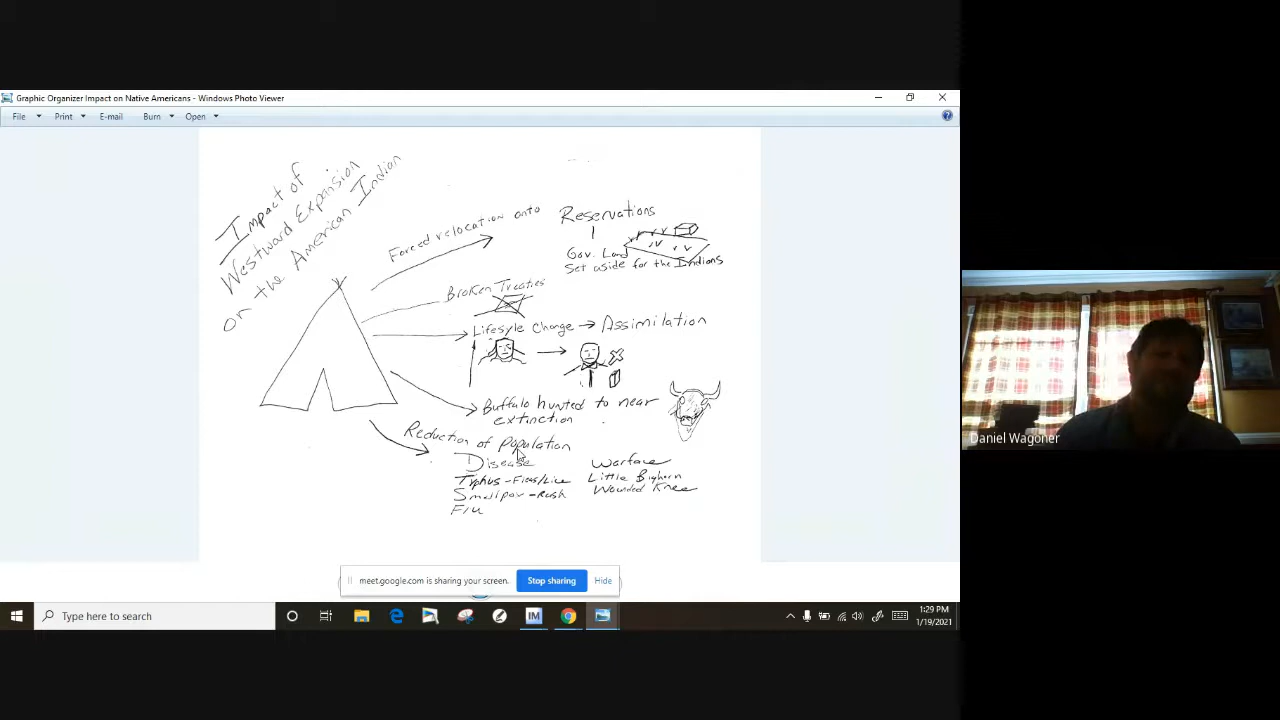 Graphic Organizer Impact on Native Americans - Windows Photo Viewer
File Print E-mail Burn Open
Impact of
Westward Expansion
on the American Indian
Forced relocation onto
Reservations
Gov. Land
Set aside for the Indians
Broken Treaties
Lifesyle change → Assimilation
Buffalo hunted to near
extinction
Reduction of Population
Disease
Typhus - Fleas/Lice
Smallpox - Rash
Flu
Warfare
Little Bighorn
Wounded Knee
Daniel Wagoner
meet.google.com is sharing your screen. Stop sharing Hide
Type here to search
IM
1:29 PM
1/19/2021